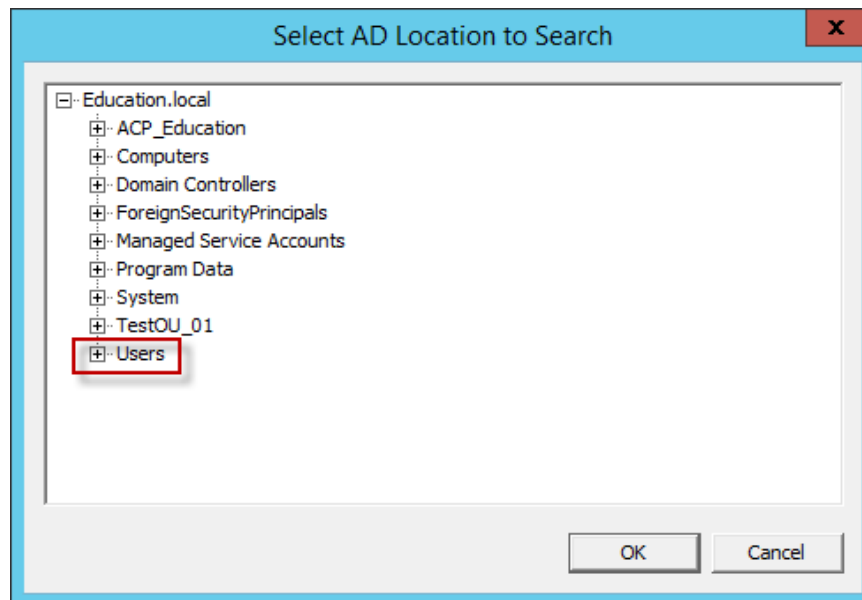 Select AD Location to Search
x
Education.local
ACP_Education
Computers
Domain Controllers
ForeignSecurityPrincipals
Managed Service Accounts
Program Data
System
TestOU_01
Users
OK Cancel